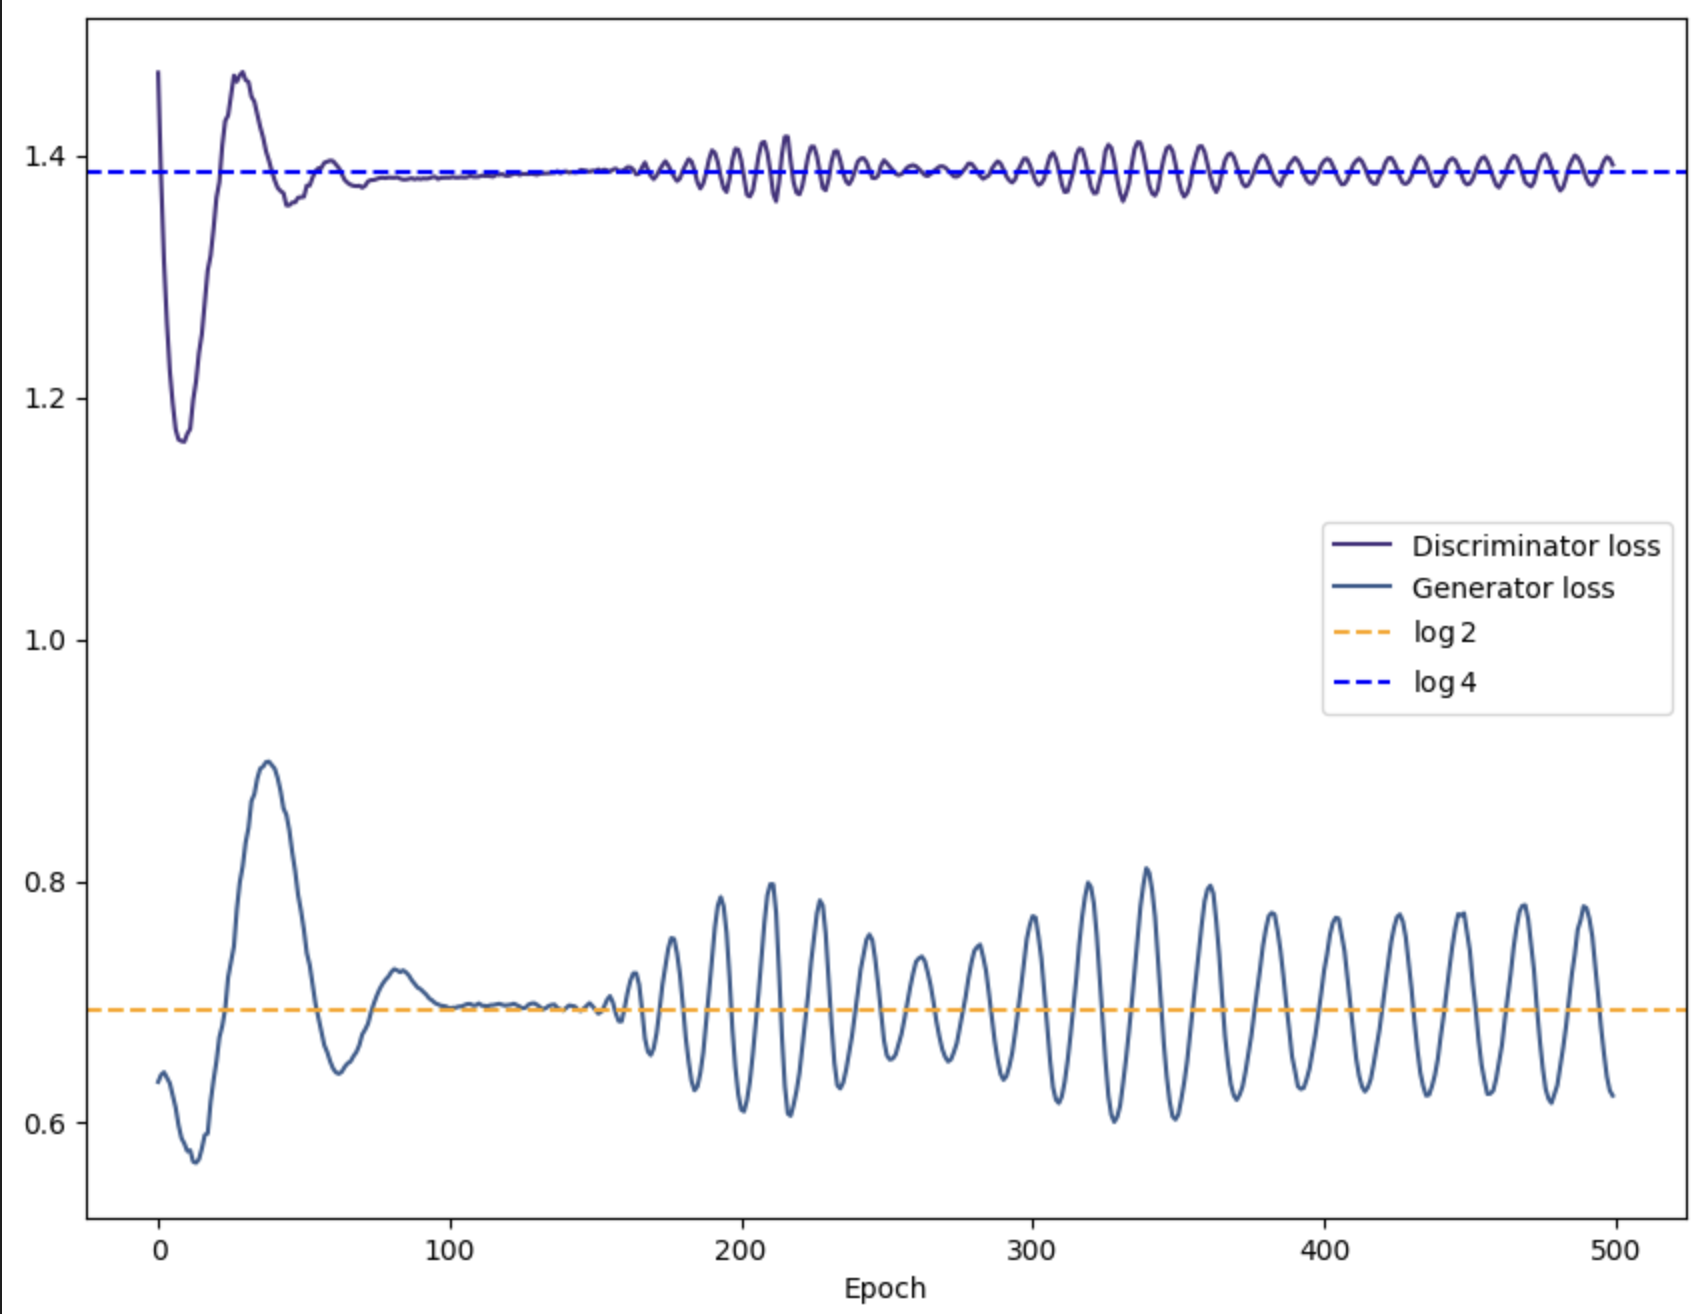 1.4
1.2
1.0
0.8
0.6
Discriminator loss
Generator loss
log 2
log 4
0 100 200 300 400 500
Epoch